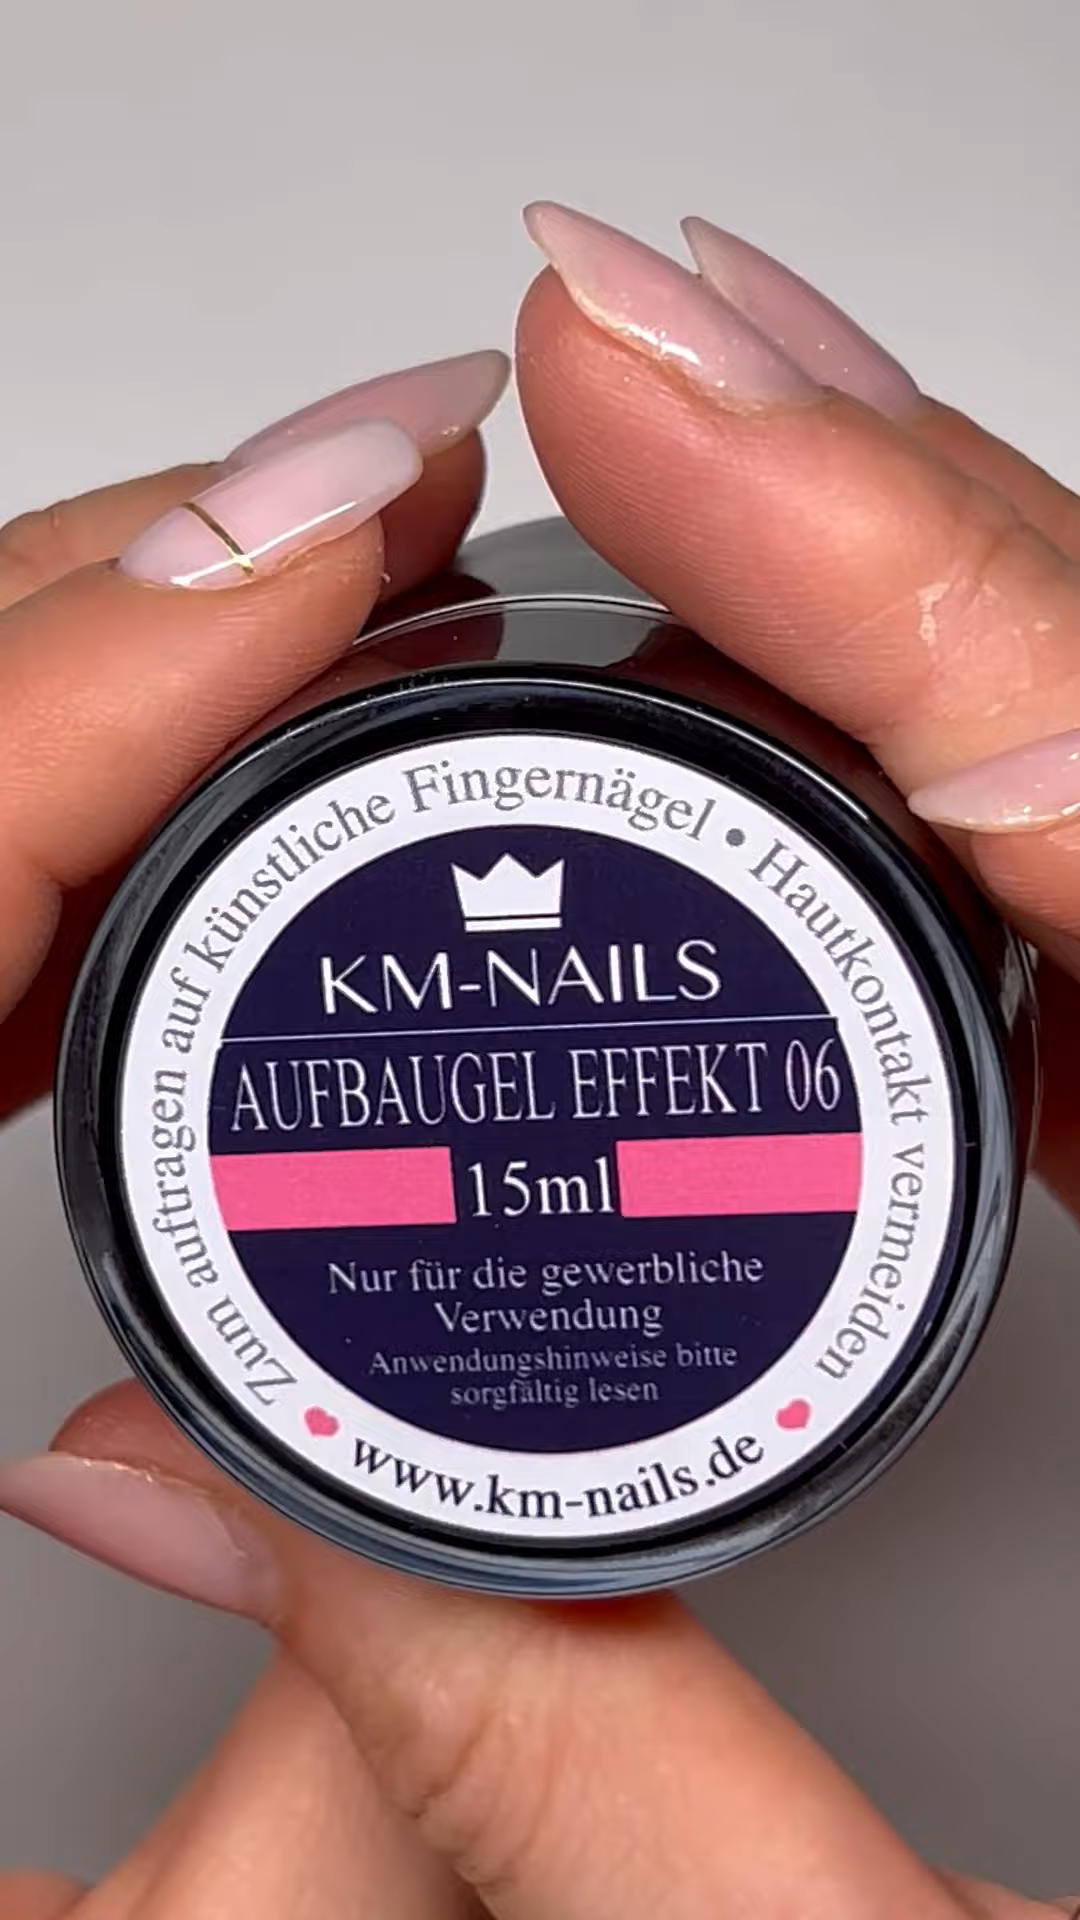 Zum auftragen auf künstliche Fingernägel • Hautkontakt vermeiden
KM-NAILS
AUFBAUGEL EFFEKT 06
15ml
Nur für die gewerbliche
Verwendung
Anwendungshinweise bitte
sorgfältig lesen
www.km-nails.de